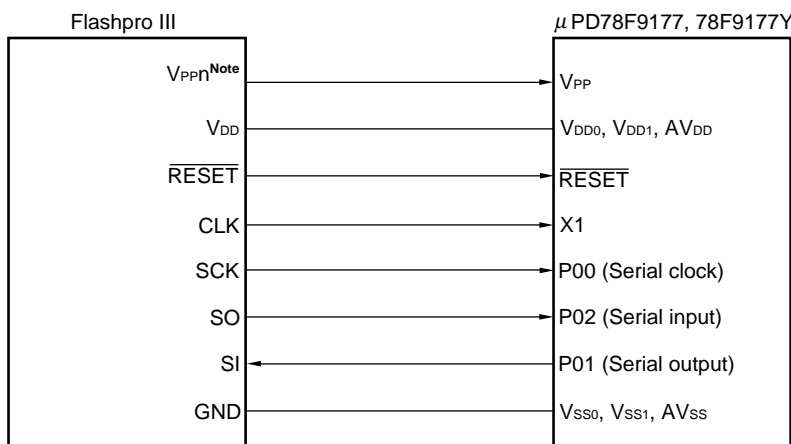 Flashpro III
μPD78F9177, 78F9177Y
VPPnNote
VPP
VDD
VDD0, VDD1, AVDD
RESET
RESET
CLK
X1
SCK
P00 (Serial clock)
SO
P02 (Serial input)
SI
P01 (Serial output)
GND
VSS0, VSS1, AVSS